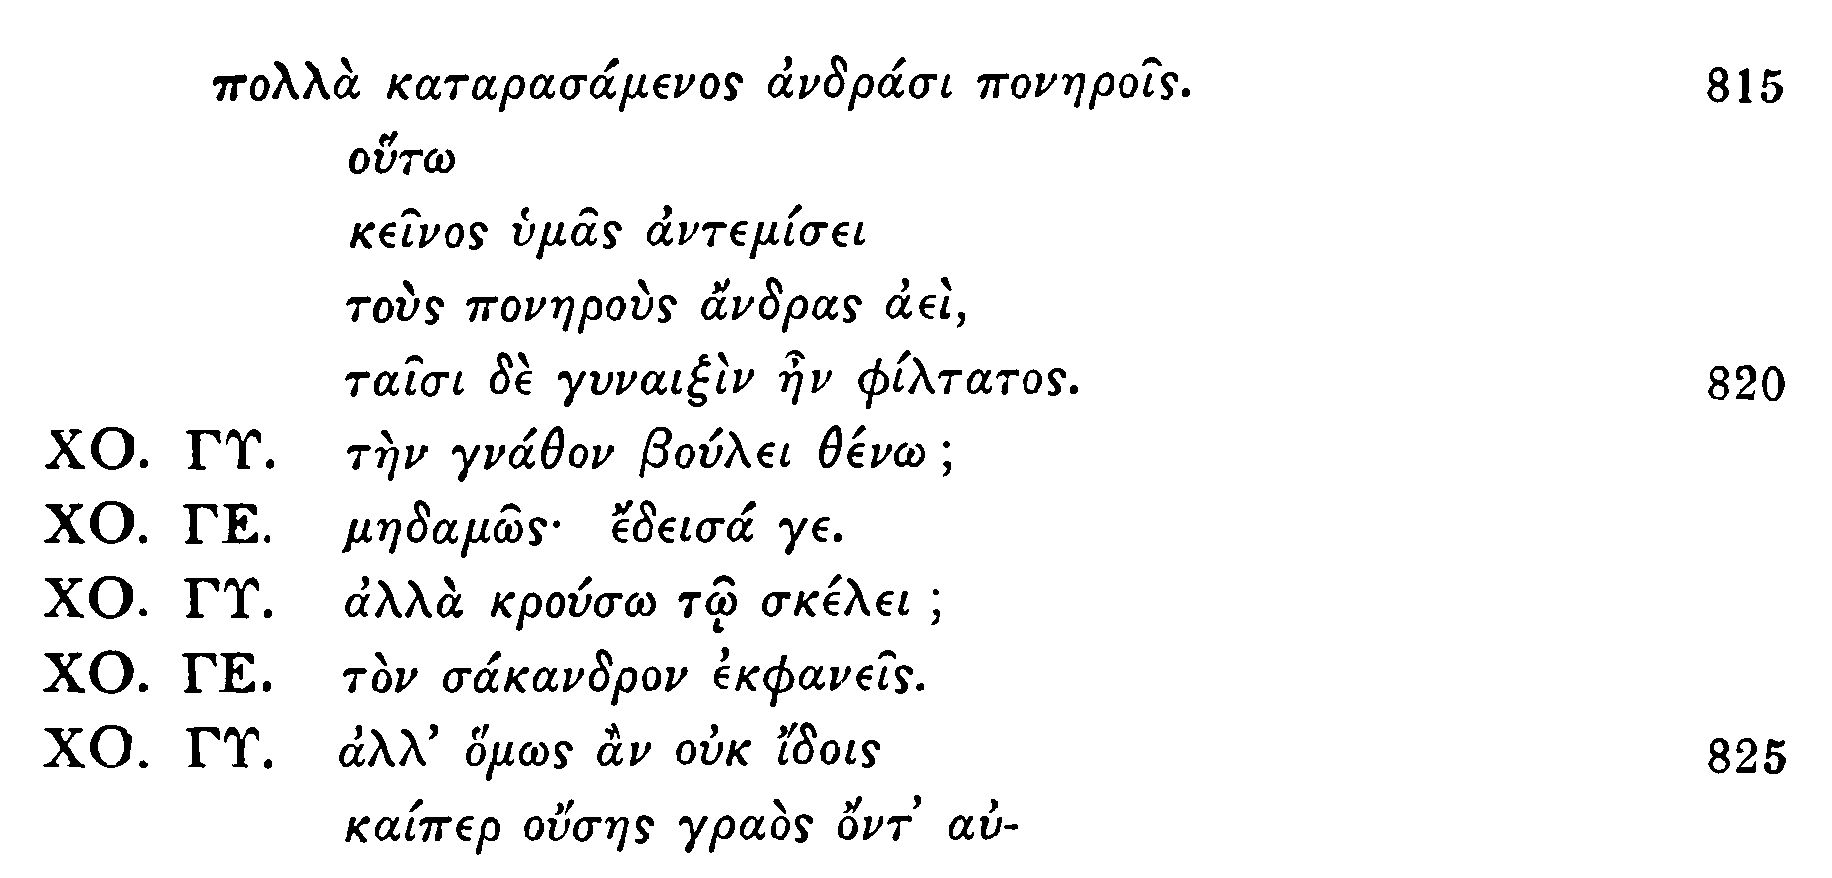 πολλὰ καταρασάμενος ἀνδράσι πονηροῖς. 815
οὕτω
κεῖνος ὑμᾶς ἀντεμίσει
τοὺς πονηροὺς ἄνδρας ἀεὶ,
ταῖσι δὲ γυναιξὶν ἦν φίλτατος. 820
ΧΟ. ΓΥ. τὴν γνάθον βούλει θένω ;
ΧΟ. ΓΕ. μηδαμῶς· ἔδεισά γε.
ΧΟ. ΓΥ. ἀλλὰ κρούσω τῷ σκέλει ;
ΧΟ. ΓΕ. τὸν σάκανδρον ἐκφανεῖς.
ΧΟ. ΓΥ. ἀλλ’ ὅμως ἂν οὐκ ἴδοις 825
καίπερ οὔσης γραὸς ὄντ’ αὐ-